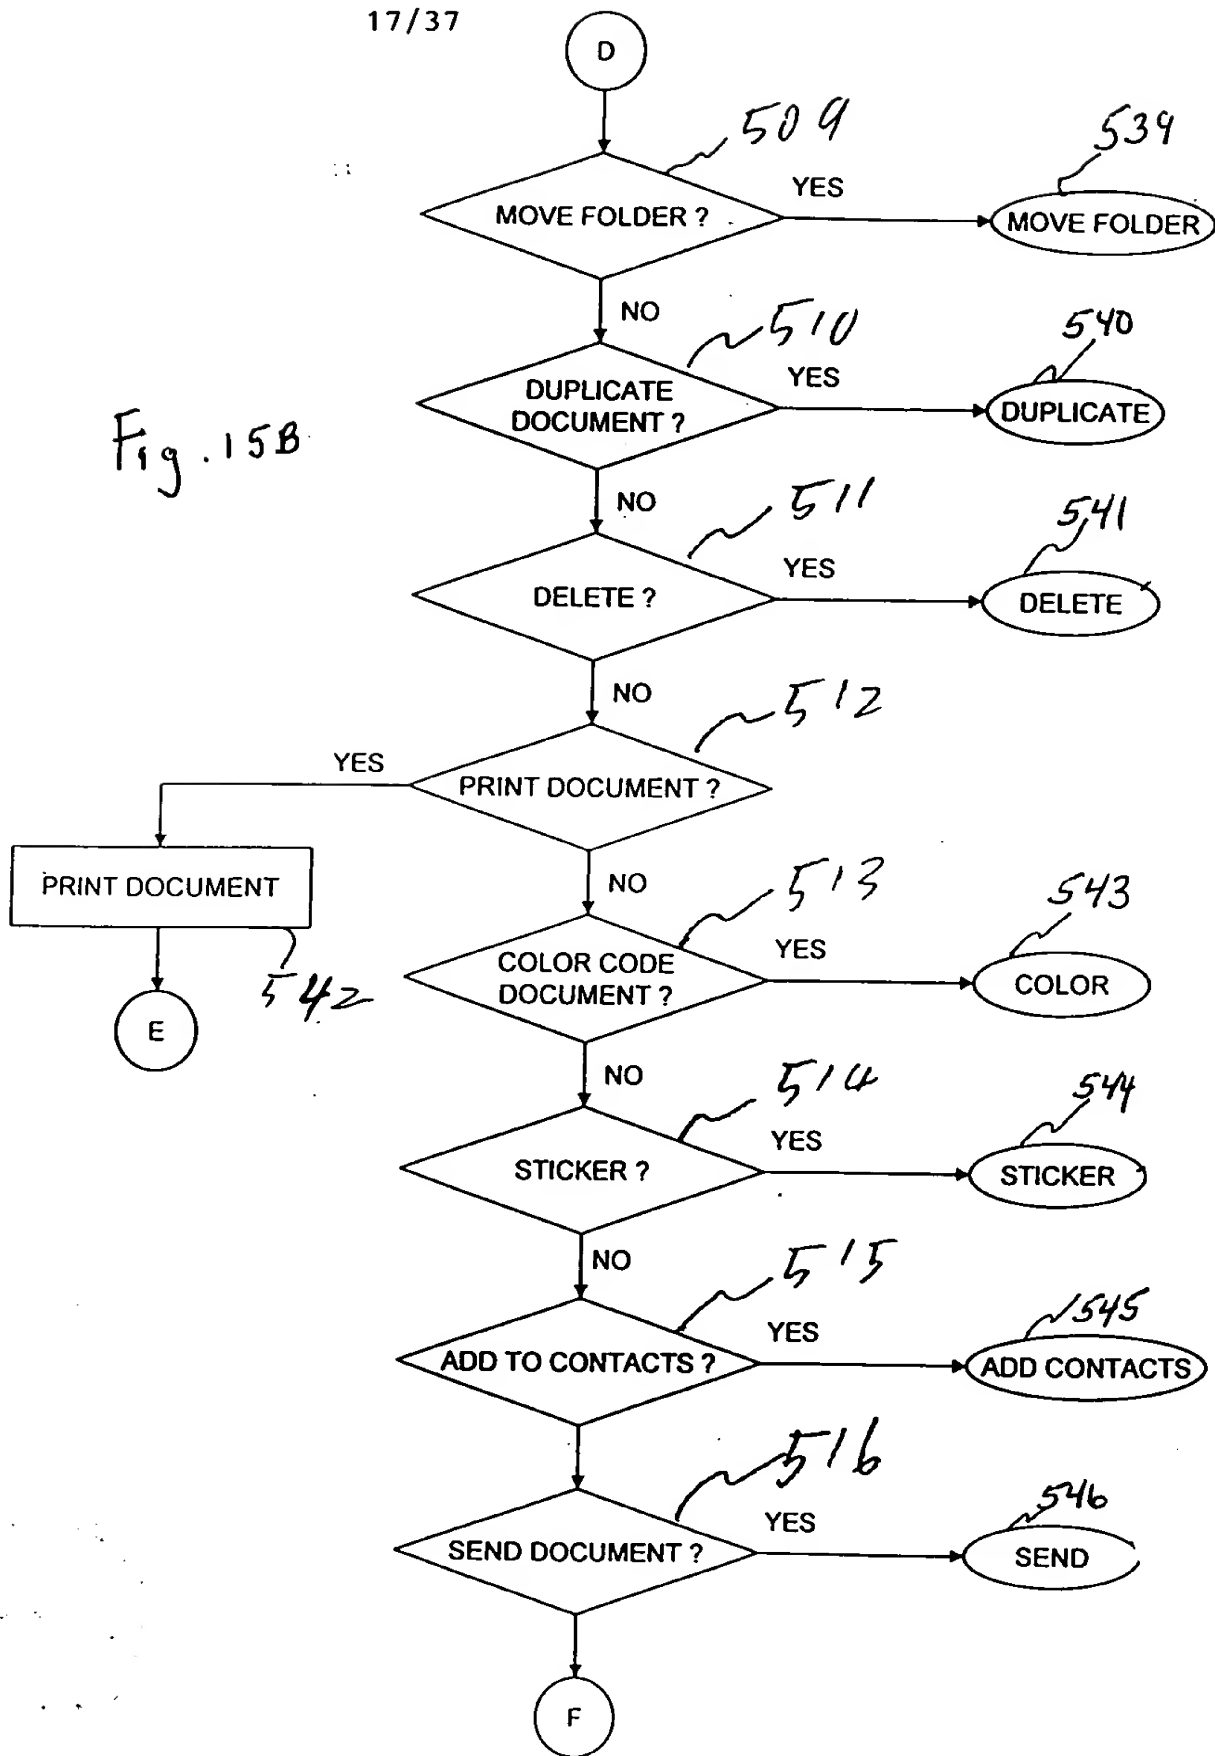 17/37
D
509
539
MOVE FOLDER ?
YES
MOVE FOLDER
NO
510
540
DUPLICATE
DOCUMENT ?
YES
DUPLICATE
Fig. 15B
NO
511
541
DELETE ?
YES
DELETE
NO
512
YES
PRINT DOCUMENT ?
PRINT DOCUMENT
542
E
NO
513
543
COLOR CODE
DOCUMENT ?
YES
COLOR
NO
514
544
STICKER ?
YES
STICKER
NO
515
545
ADD TO CONTACTS ?
YES
ADD CONTACTS
516
546
SEND DOCUMENT ?
YES
SEND
F